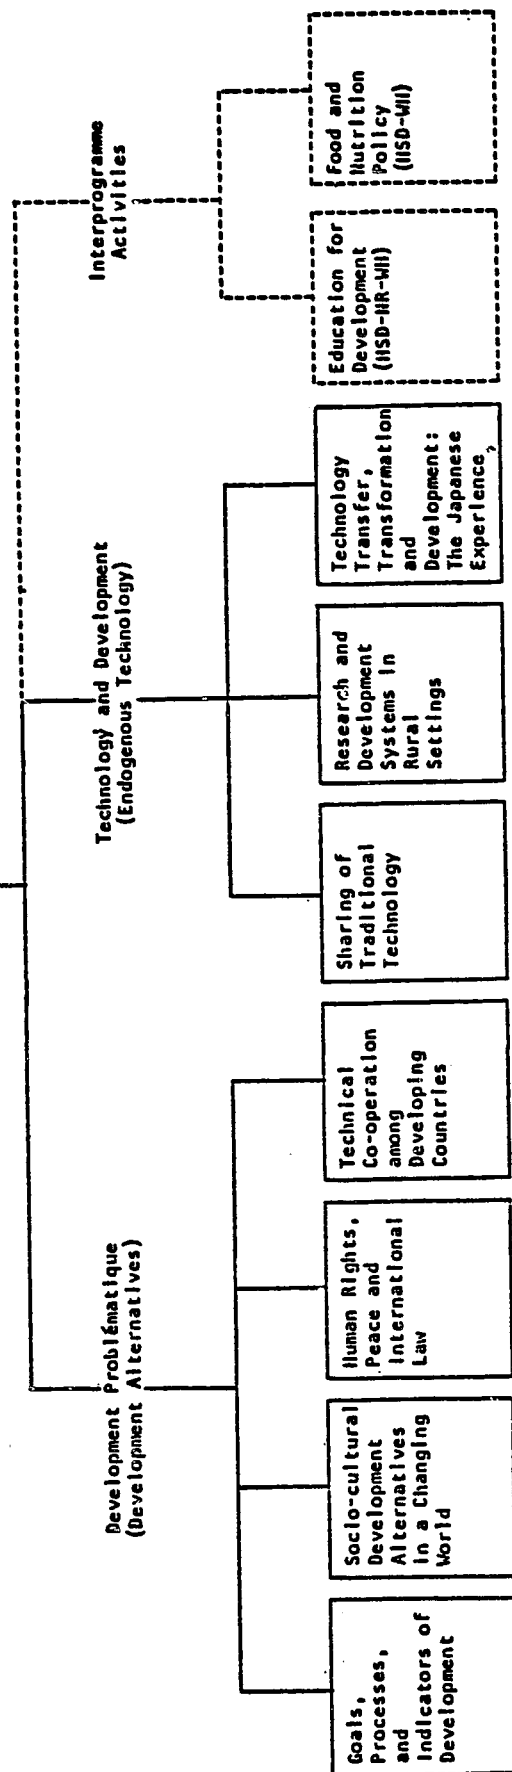 Development Problématique
(Development Alternatives)
Technology and Development
(Endogenous Technology)
Interprogramme
Activities
Goals,
Processes,
and
Indicators of
Development
Socio-cultural
Development
Alternatives
in a Changing
World
Human Rights,
Peace and
International
Law
Technical
Co-operation
among
Developing
Countries
Sharing of
Traditional
Technology
Research and
Development
Systems in
Rural
Settings
Technology
Transfer,
Transformation
and
Development:
The Japanese
Experience,
Education for
Development
(HSD-NR-WH)
Food and
Nutrition
Policy
(HSD-WH)